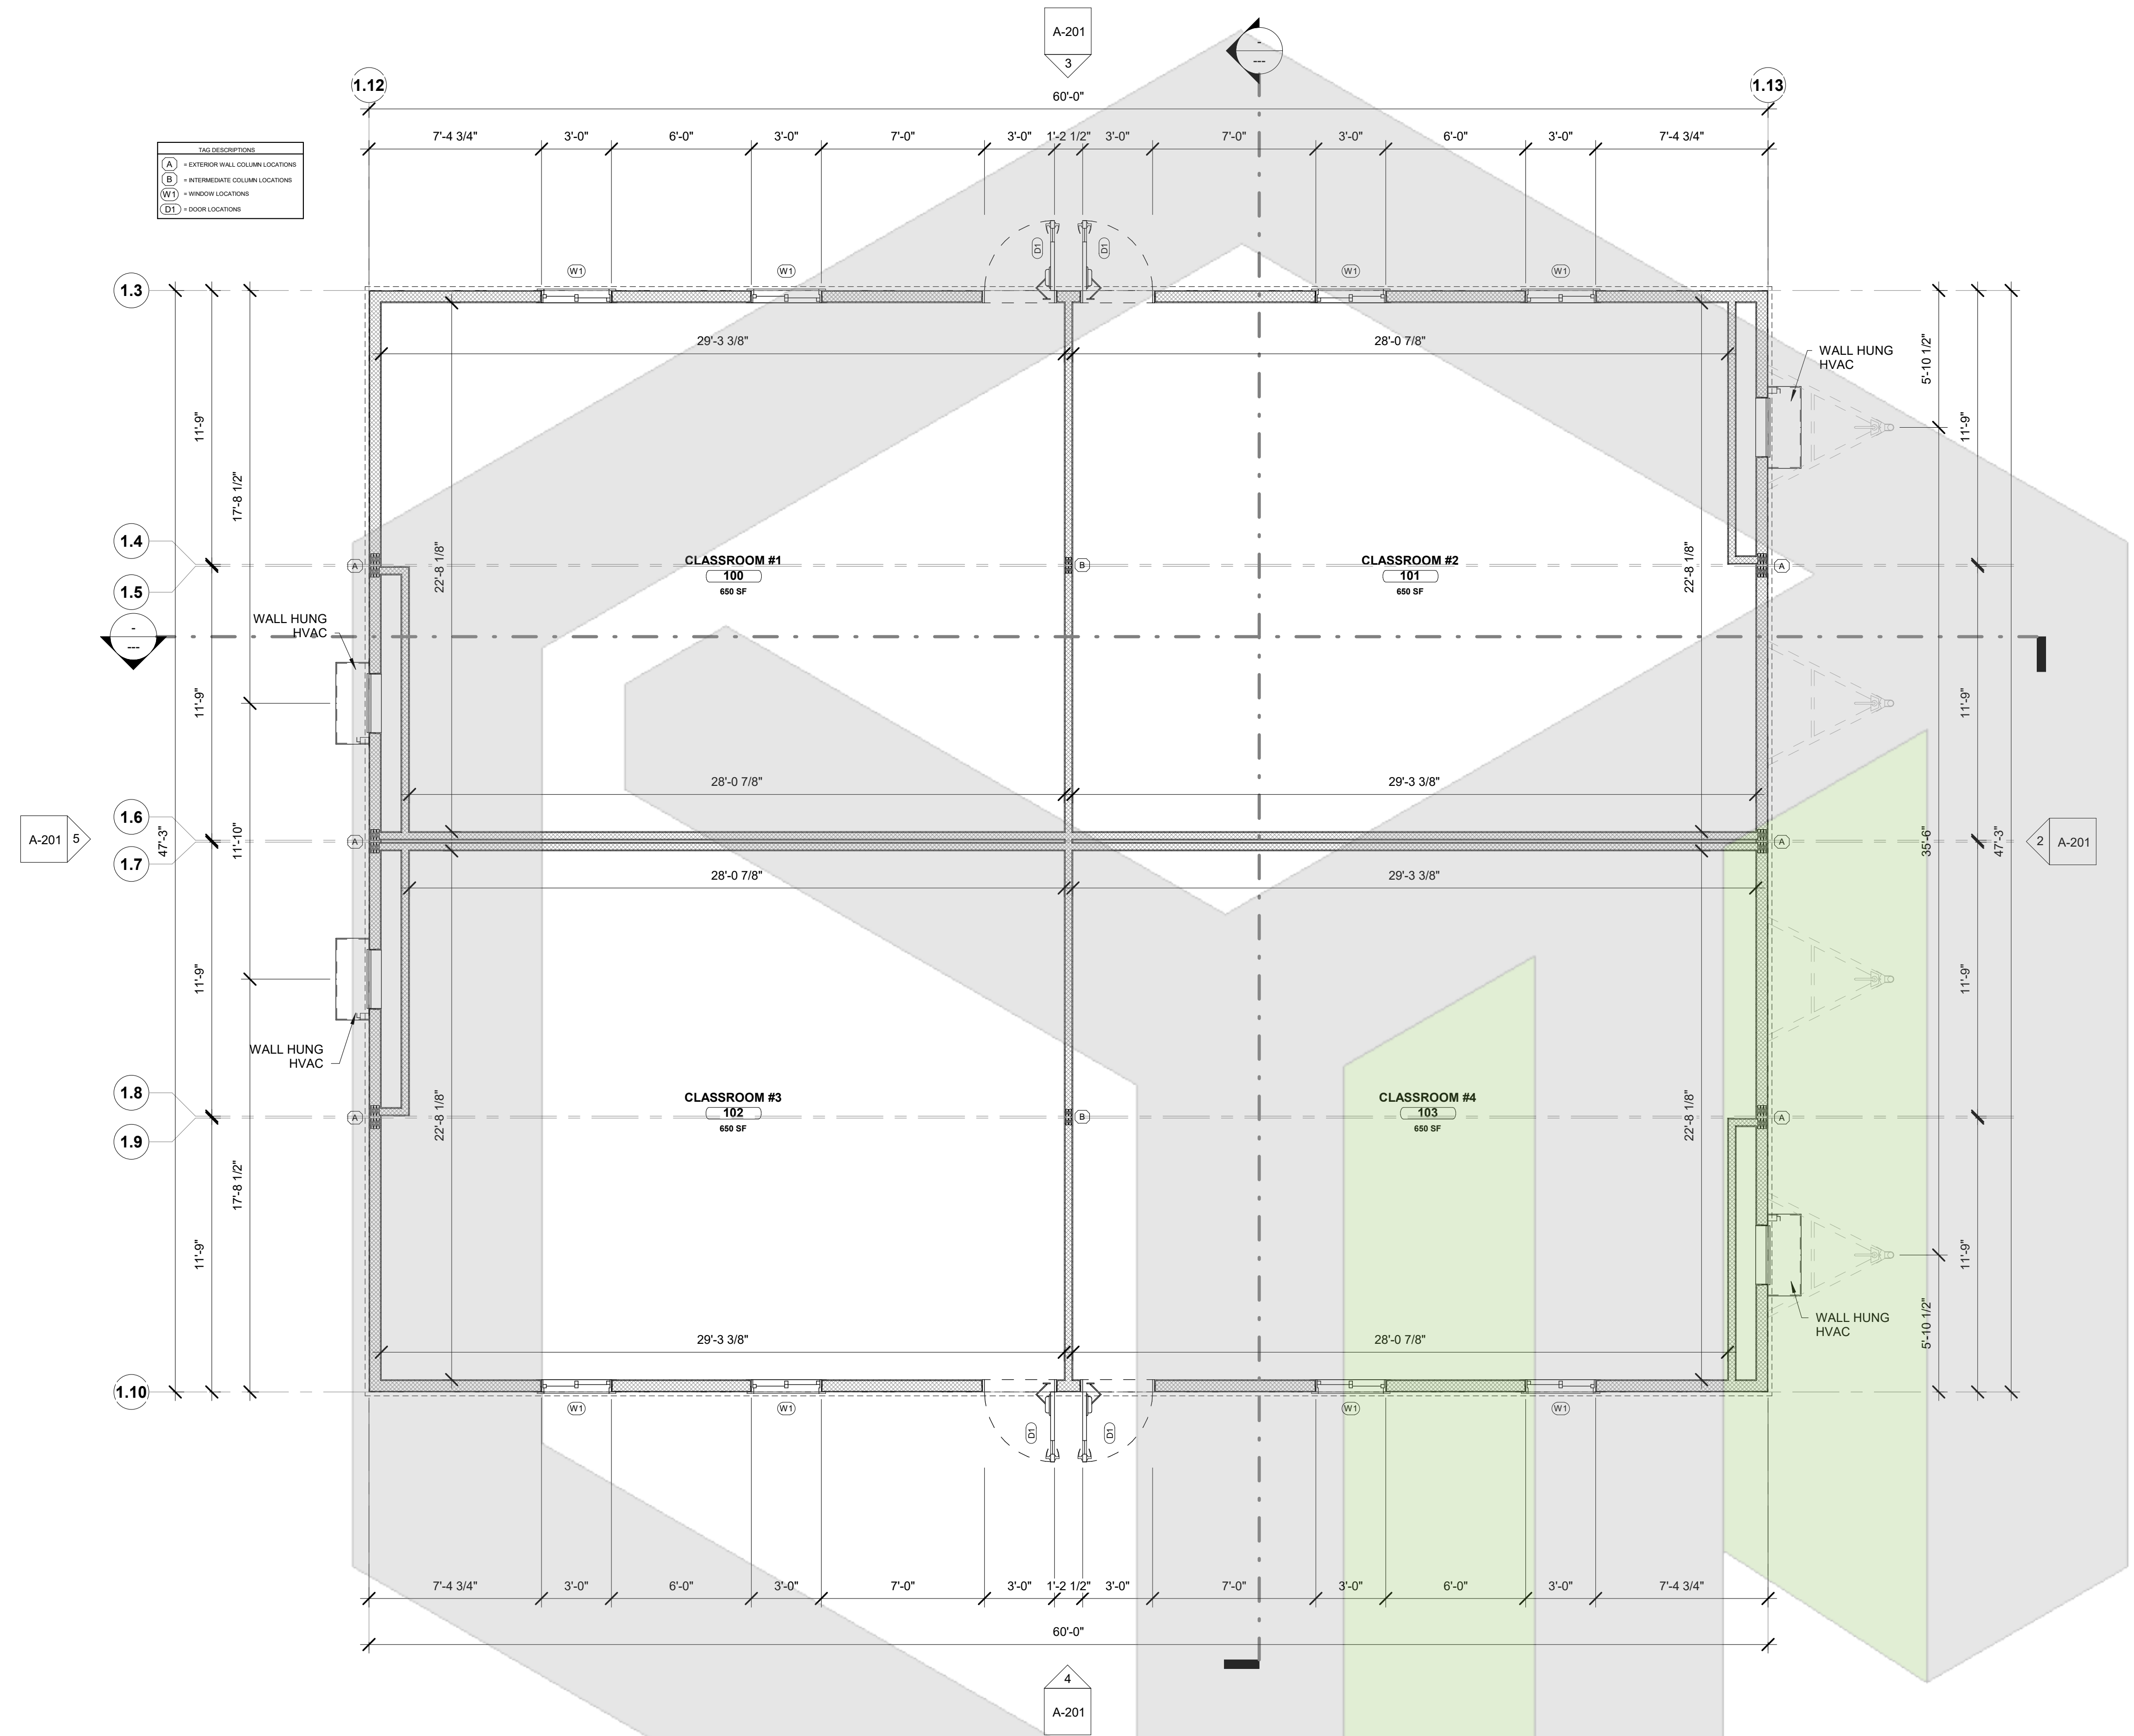 A-201
3
-
---
1.12
1.13
60'-0"
7'-4 3/4"
3'-0"
6'-0"
3'-0"
7'-0"
3'-0"
1'-2 1/2"
3'-0"
7'-0"
3'-0"
6'-0"
3'-0"
7'-4 3/4"
TAG DESCRIPTIONS
A = EXTERIOR WALL COLUMN LOCATIONS
B = INTERMEDIATE COLUMN LOCATIONS
W1 = WINDOW LOCATIONS
D1 = DOOR LOCATIONS
D1
D1
W1
W1
W1
W1
1.3
29'-3 3/8"
28'-0 7/8"
WALL HUNG
HVAC
5'-10 1/2"
11'-9"
11'-9"
17'-8 1/2"
1.4
1.5
A
22'-8 1/8"
CLASSROOM #1
100
650 SF
B
CLASSROOM #2
101
650 SF
22'-8 1/8"
A
-
---
WALL HUNG
HVAC
11'-9"
11'-9"
28'-0 7/8"
29'-3 3/8"
1.6
1.7
A-201
5
47'-3"
11'-10"
A
A
35'-6"
47'-3"
2
A-201
28'-0 7/8"
29'-3 3/8"
11'-9"
11'-9"
WALL HUNG
HVAC
1.8
1.9
A
22'-8 1/8"
CLASSROOM #3
102
650 SF
B
CLASSROOM #4
103
650 SF
22'-8 1/8"
A
17'-8 1/2"
11'-9"
11'-9"
WALL HUNG
HVAC
5'-10 1/2"
29'-3 3/8"
28'-0 7/8"
1.10
W1
W1
W1
W1
D1
D1
7'-4 3/4"
3'-0"
6'-0"
3'-0"
7'-0"
3'-0"
1'-2 1/2"
3'-0"
7'-0"
3'-0"
6'-0"
3'-0"
7'-4 3/4"
60'-0"
4
A-201